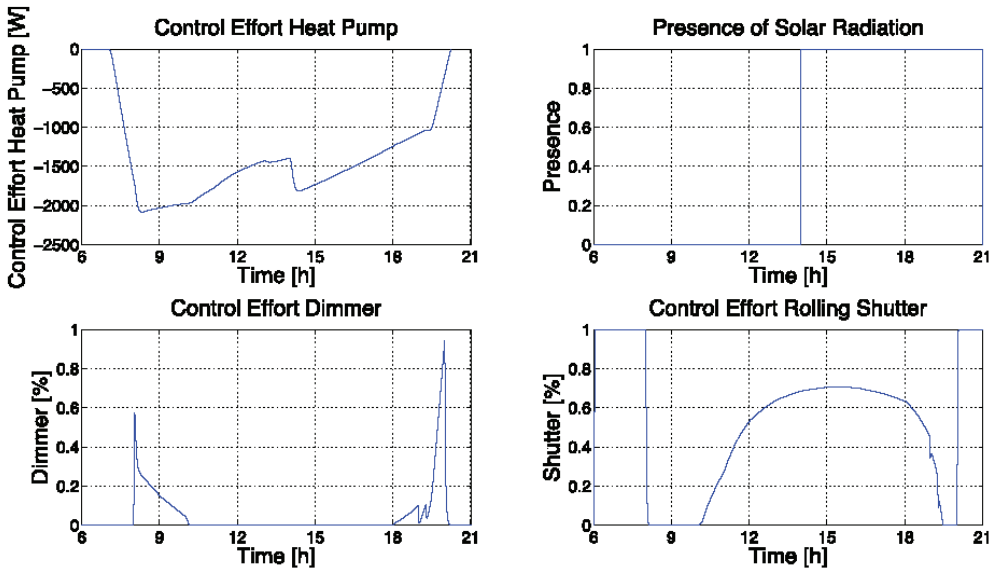 Control Effort Heat Pump
Control Effort Heat Pump [W]
0
−500
−1000
−1500
−2000
−2500
6 9 12 15 18 21
Time [h]
Presence of Solar Radiation
Presence
1
0.8
0.6
0.4
0.2
0
6 9 12 15 18 21
Time [h]
Control Effort Dimmer
Dimmer [%]
1
0.8
0.6
0.4
0.2
0
6 9 12 15 18 21
Time [h]
Control Effort Rolling Shutter
Shutter [%]
1
0.8
0.6
0.4
0.2
0
6 9 12 15 18 21
Time [h]